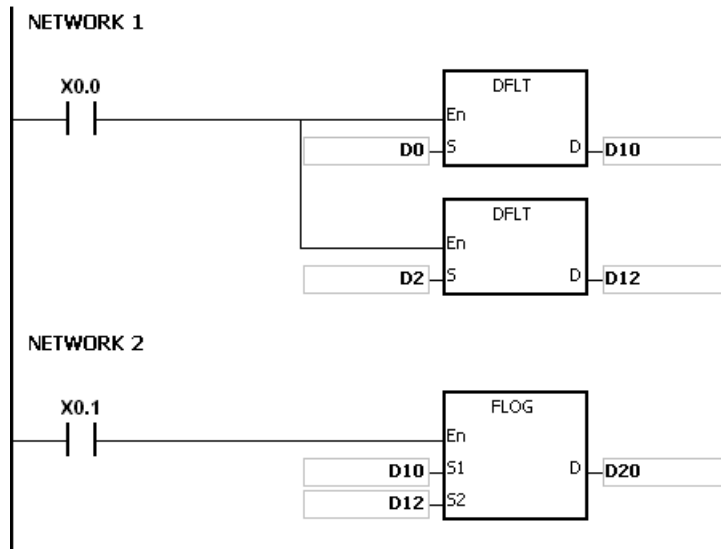 NETWORK 1
X0.0
DFLT
En
D0 S D D10
DFLT
En
D2 S D D12
NETWORK 2
X0.1
FLOG
En
D10 S1 D D20
D12 S2